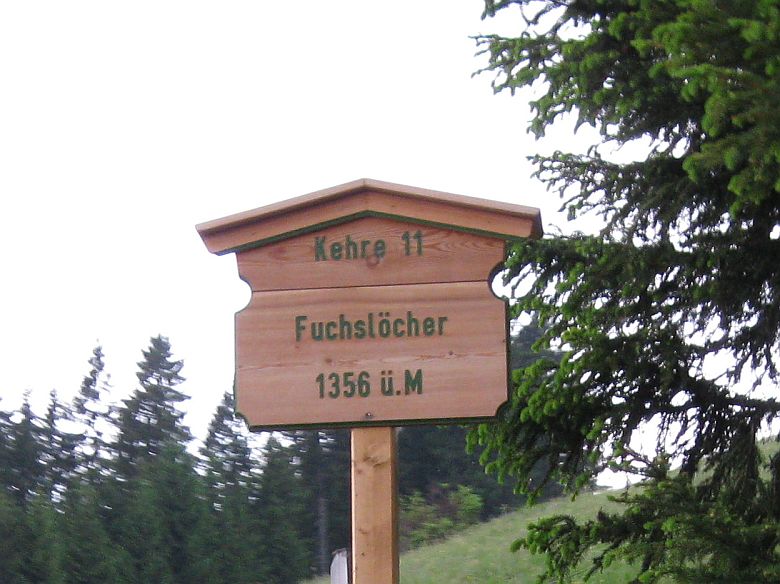 Kehre 11
Fuchslöcher
1356 ü.M